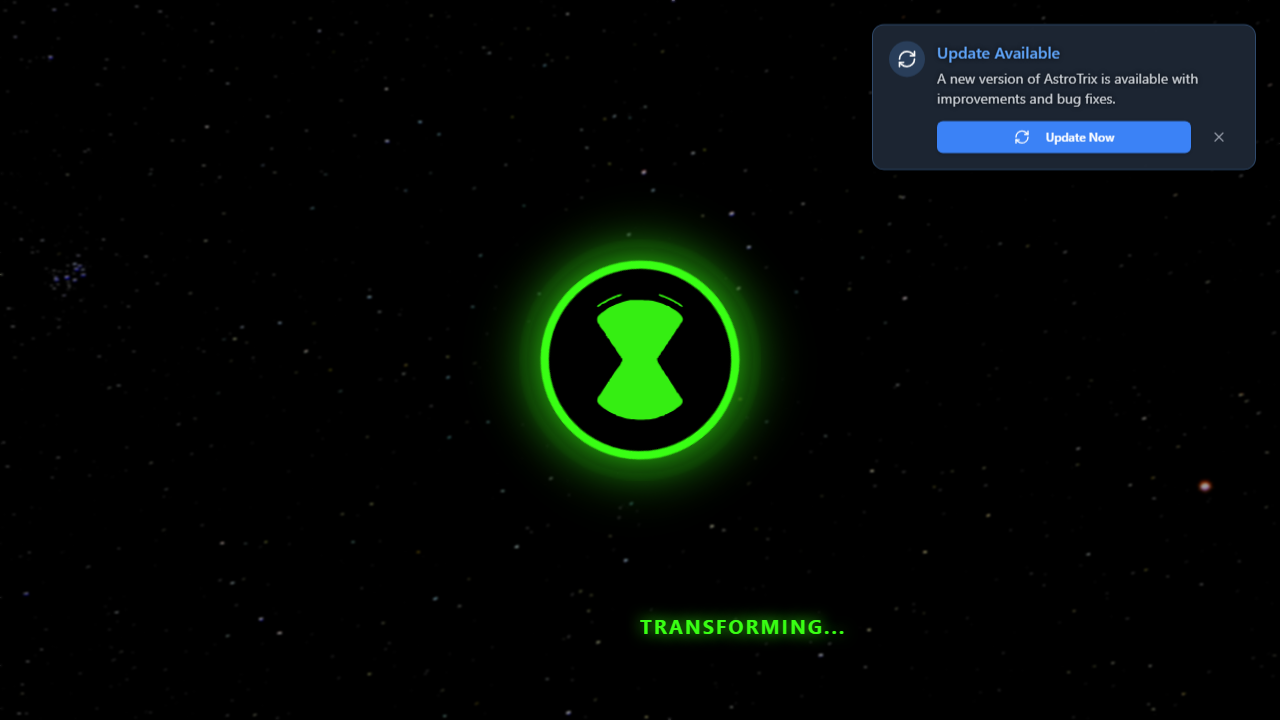 Update Available
A new version of AstroTrix is available with
improvements and bug fixes.
Update Now
TRANSFORMING...